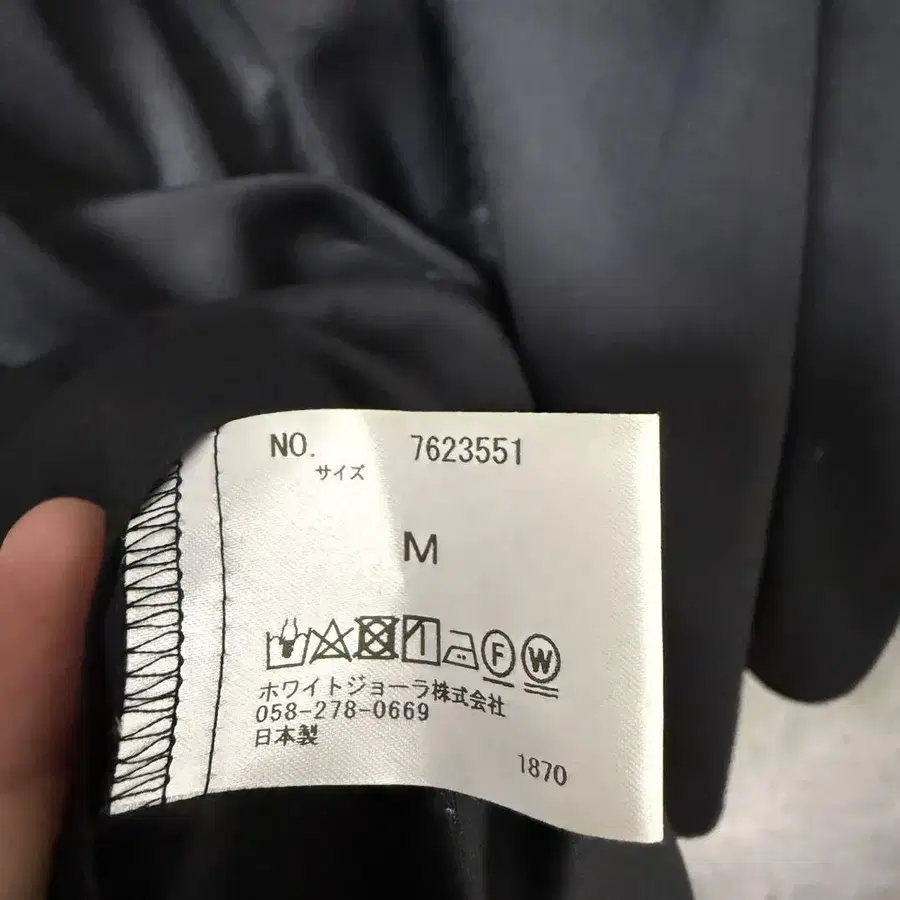 NO. 7623551
サイズ
M
F W
ホワイトジョーラ株式会社
058-278-0669
日本製
1870